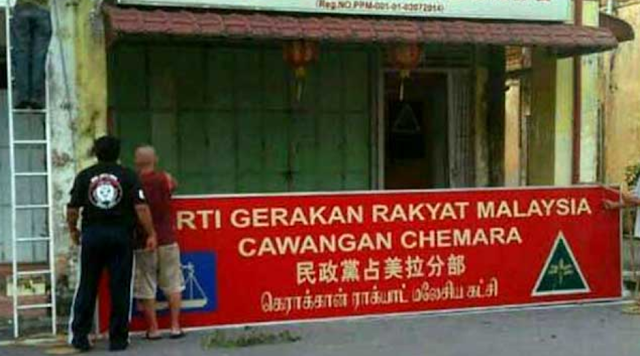 (Reg.NO.PPM-001-01-03072014)
RTI GERAKAN RAKYAT MALAYSIA
CAWANGAN CHEMARA
民政黨占美拉分部
கெராக்கான் ராக்யாட் மலேசிய கட்சி